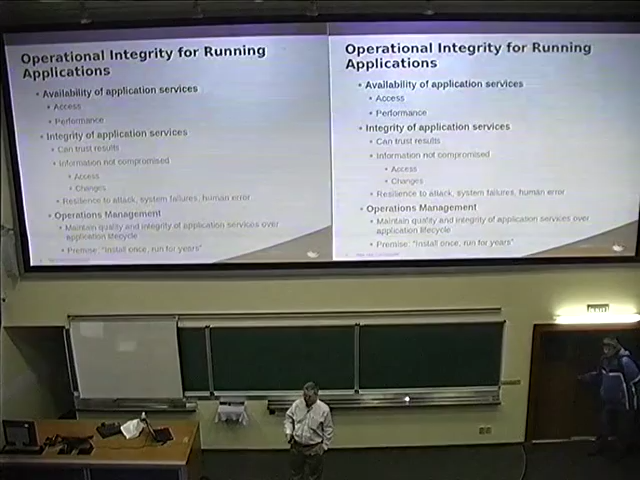 Operational Integrity for Running
Applications
• Availability of application services
• Access
• Performance
• Integrity of application services
• Can trust results
• Information not compromised
• Access
• Changes
• Resilience to attack, system failures, human error
• Operations Management
• Maintain quality and integrity of application services over
application lifecycle
• Premise: "Install once, run for years"
Operational Integrity for Running
Applications
• Availability of application services
• Access
• Performance
• Integrity of application services
• Can trust results
• Information not compromised
• Access
• Changes
• Resilience to attack, system failures, human error
• Operations Management
• Maintain quality and integrity of application services over
application lifecycle
• Premise: "Install once, run for years"